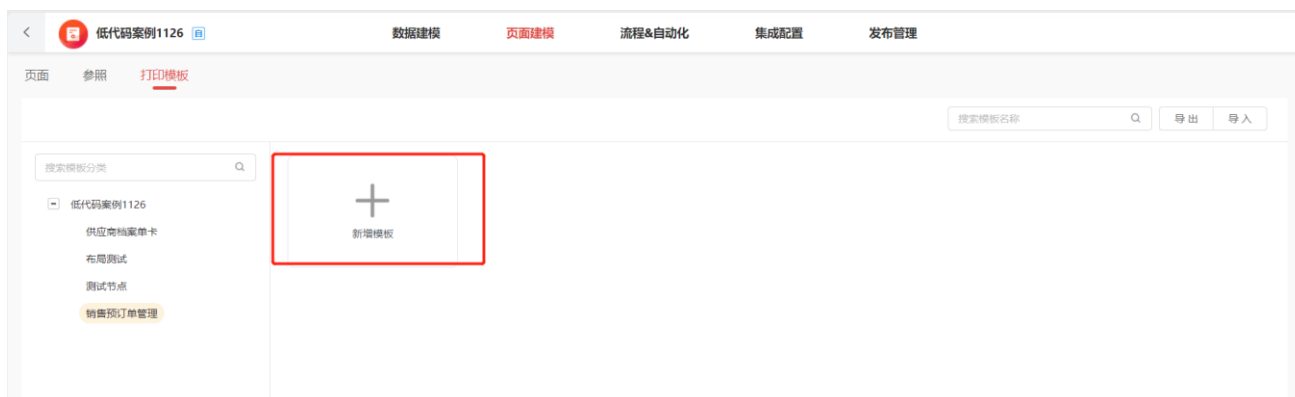 低代码案例1126 自 数据建模 页面建模 流程&自动化 集成配置 发布管理
页面 参照 打印模板
搜索模板名称 导出 导入
搜索模板分类
低代码案例1126
供应商档案单卡
布局测试
测试节点
销售预订单管理
新增模板